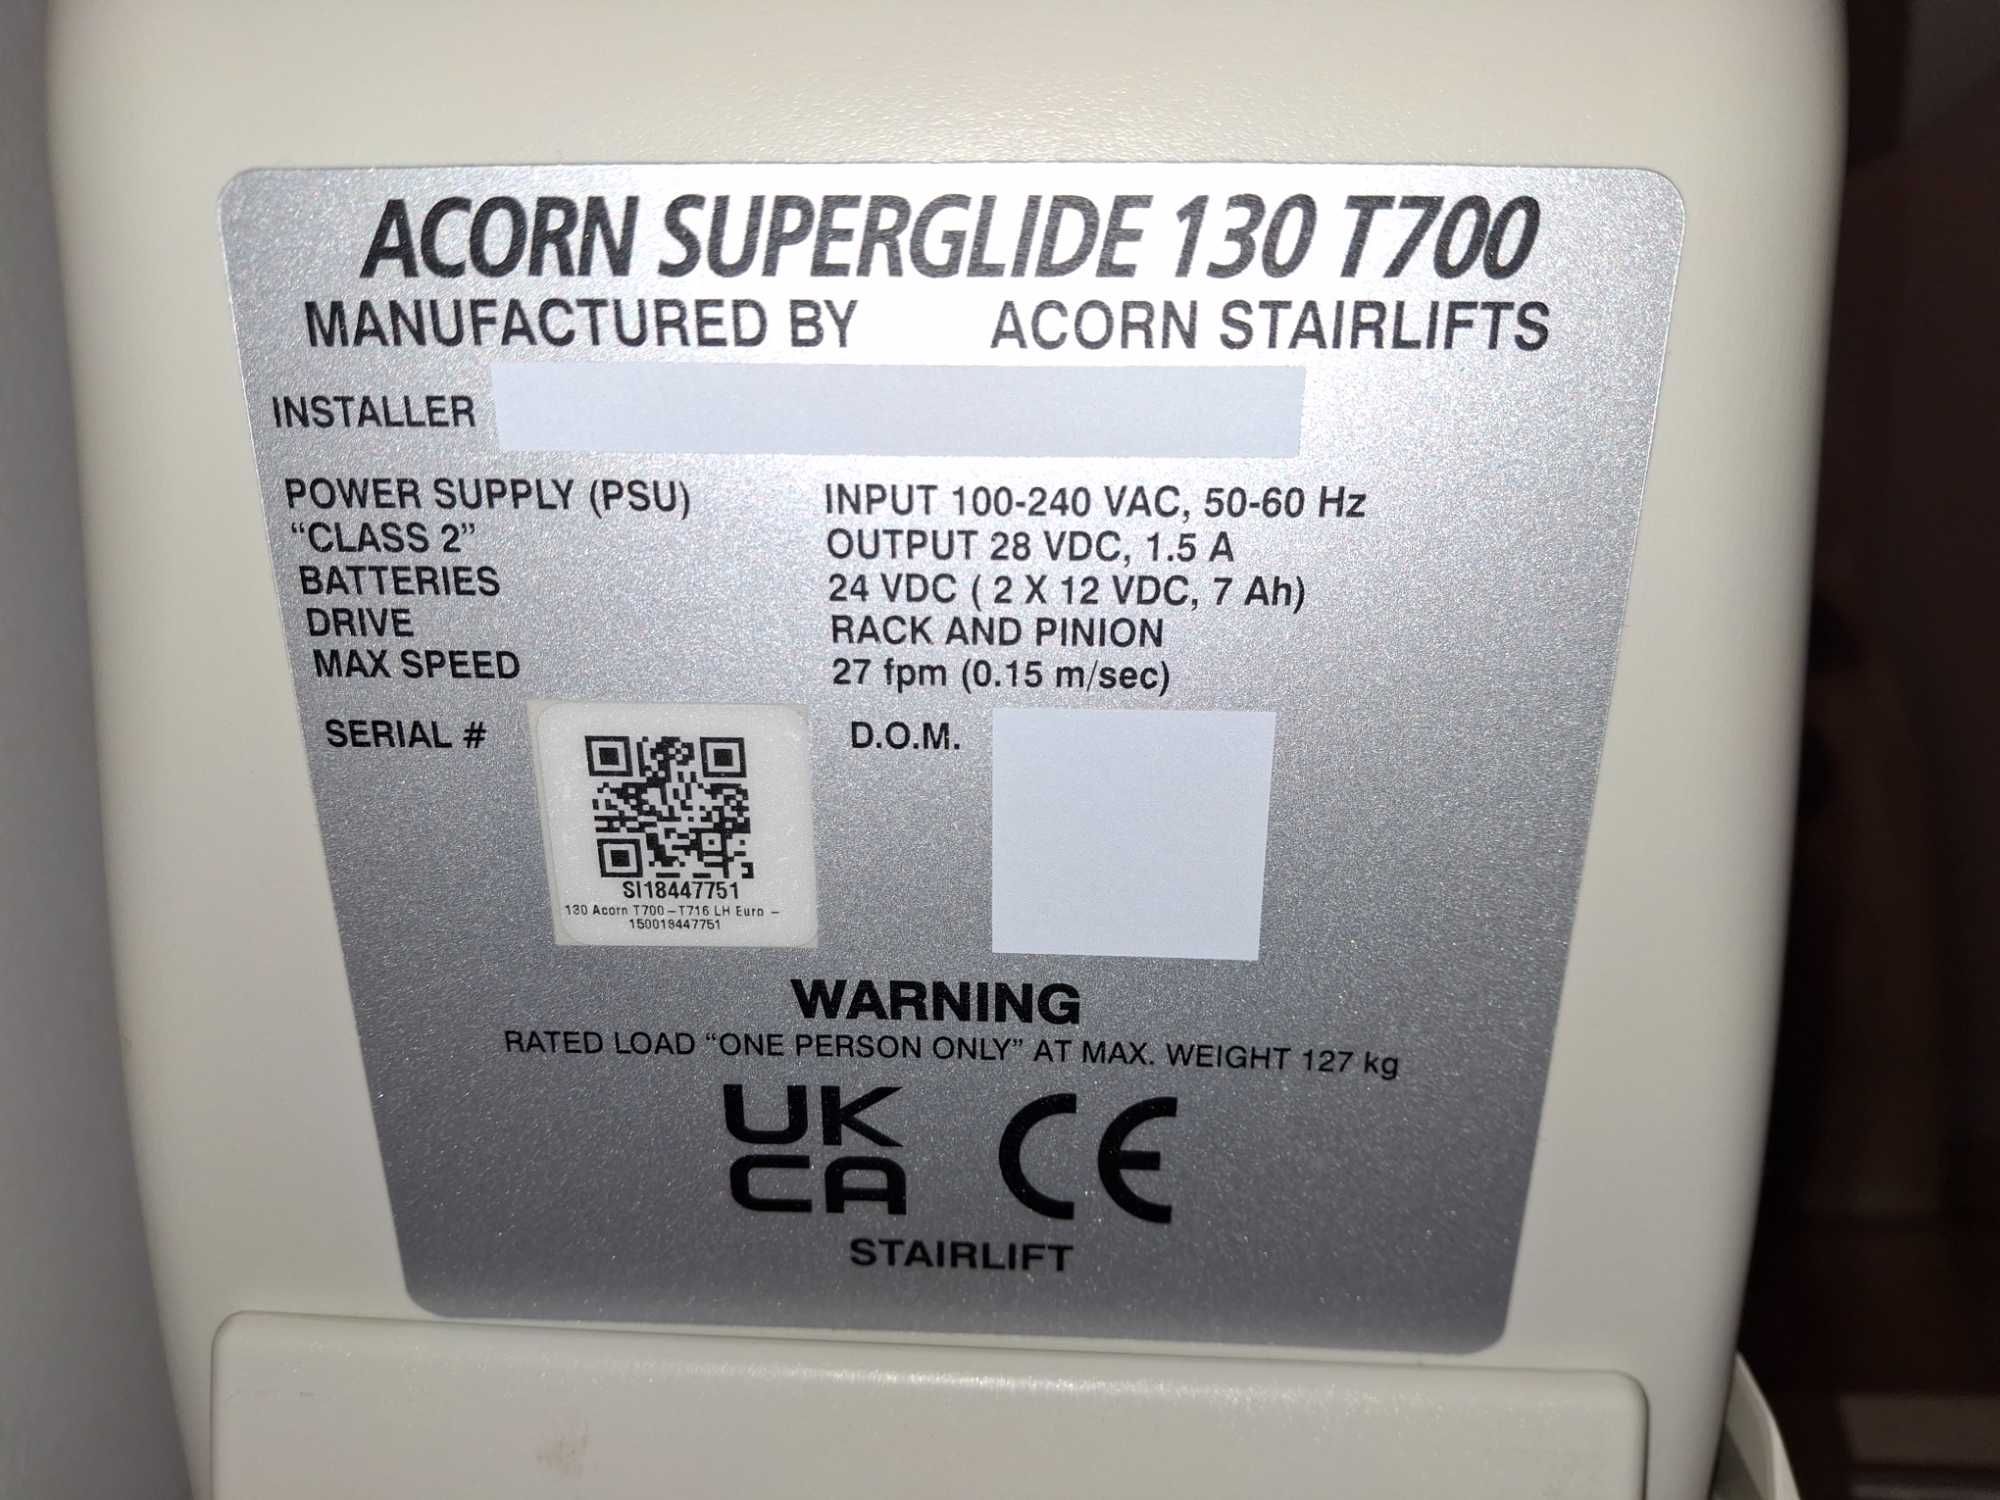 ACORN SUPERGLIDE 130 T700
MANUFACTURED BY ACORN STAIRLIFTS
INSTALLER
POWER SUPPLY (PSU) INPUT 100-240 VAC, 50-60 Hz
“CLASS 2” OUTPUT 28 VDC, 1.5 A
BATTERIES 24 VDC ( 2 X 12 VDC, 7 Ah)
DRIVE RACK AND PINION
MAX SPEED 27 fpm (0.15 m/sec)
SERIAL # D.O.M.
SI18447751
130 Acorn T700-T716 LH Euro -
150018447751
WARNING
RATED LOAD “ONE PERSON ONLY” AT MAX. WEIGHT 127 kg
UK CE
CA
STAIRLIFT